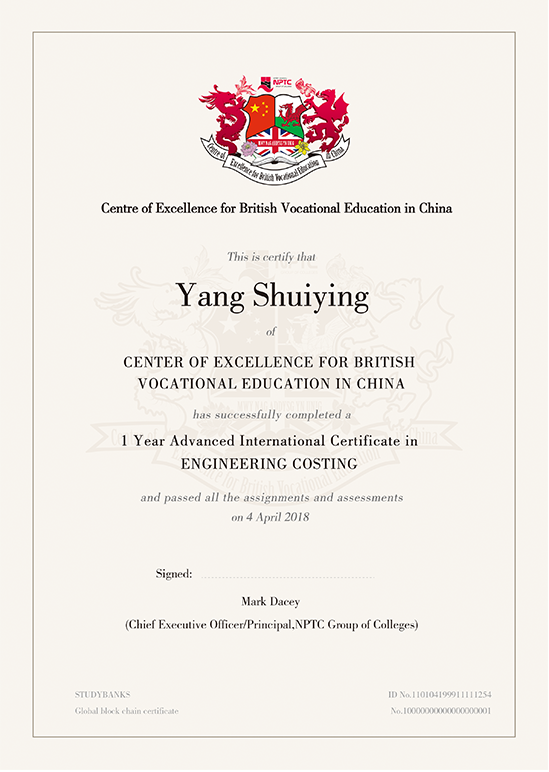 NPTC
Centre of Excellence for British Vocational Education in China
Centre of Excellence for British Vocational Education in China
This is certify that
Yang Shuiying
of
CENTER OF EXCELLENCE FOR BRITISH
VOCATIONAL EDUCATION IN CHINA
has successfully completed a
1 Year Advanced International Certificate in
ENGINEERING COSTING
and passed all the assignments and assessments
on 4 April 2018
Signed:
Mark Dacey
(Chief Executive Officer/Principal,NPTC Group of Colleges)
STUDYBANKS
ID No.110104199911111254
Global block chain certificate
No.10000000000000000001